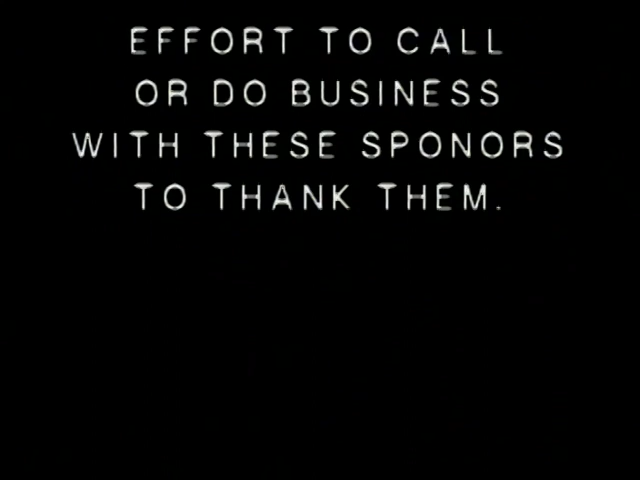 EFFORT TO CALL
OR DO BUSINESS
WITH THESE SPONORS
TO THANK THEM.